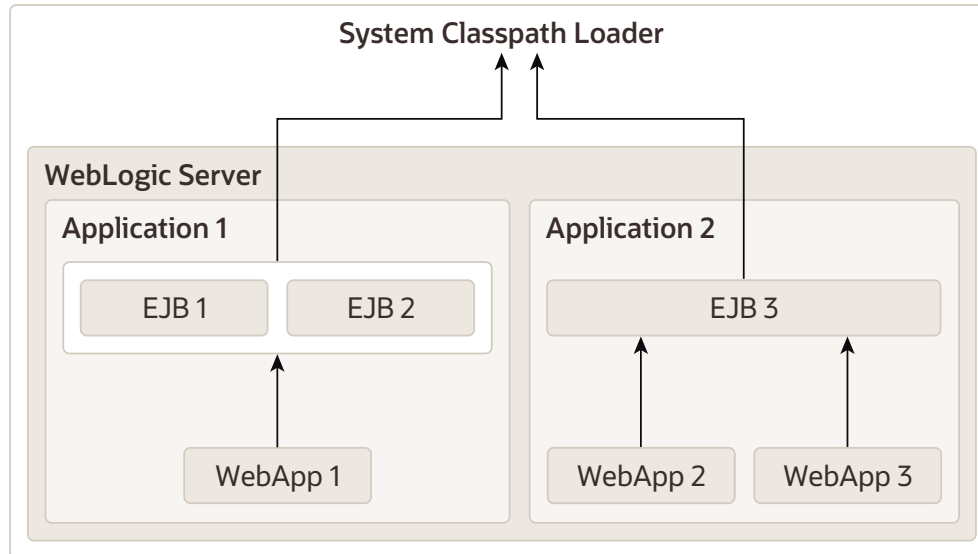 System Classpath Loader
WebLogic Server
Application 1
EJB 1
EJB 2
WebApp 1
Application 2
EJB 3
WebApp 2
WebApp 3